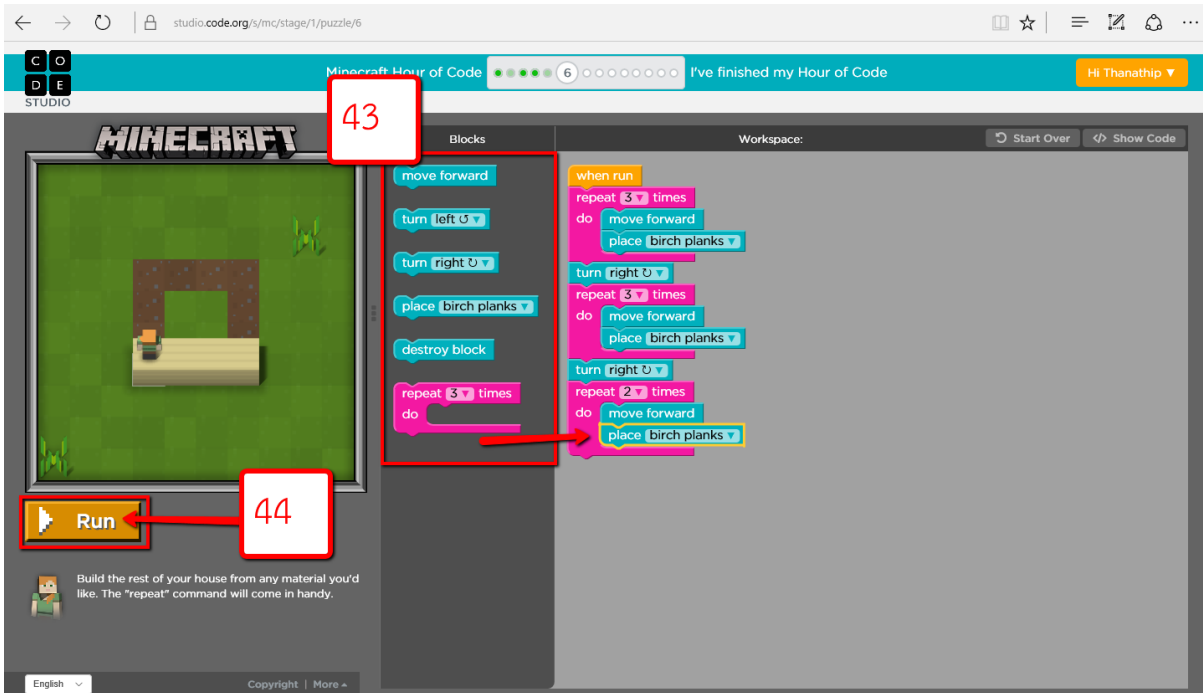 studio.code.org/s/mc/stage/1/puzzle/6
CODE
STUDIO
Minecraft Hour of Code 6 I've finished my Hour of Code
Hi Thanathip
43
MINECRAFT
Blocks
Workspace:
Start Over
</> Show Code
move forward
turn left
turn right
place birch planks
destroy block
repeat 3 times
do
when run
repeat 3 times
do move forward
place birch planks
turn right
repeat 3 times
do move forward
place birch planks
turn right
repeat 2 times
do move forward
place birch planks
Run
44
Build the rest of your house from any material you'd
like. The "repeat" command will come in handy.
English
Copyright | More